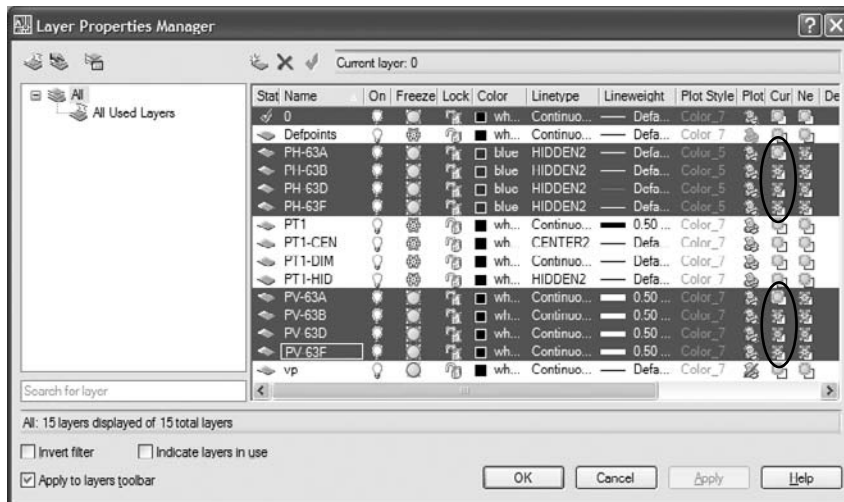 Layer Properties Manager
Current layer: 0
All
All Used Layers
Stat Name On Freeze Lock Color Linetype Lineweight Plot Style Plot Cur Ne De
0 wh... Continuo... Defa... Color_7
Defpoints wh... Continuo... Defa... Color_7
PH-63A blue HIDDEN2 Defa... Color_5
PH-63B blue HIDDEN2 Defa... Color_5
PH-63D blue HIDDEN2 Defa... Color_5
PH-63F blue HIDDEN2 Defa... Color_5
PT1 wh... Continuo... 0.50 ... Color_7
PT1-CEN wh... CENTER2 Defa... Color_7
PT1-DIM wh... Continuo... Defa... Color_7
PT1-HID wh... HIDDEN2 Defa... Color_7
PV-63A wh... Continuo... 0.50 ... Color_7
PV-63B wh... Continuo... 0.50 ... Color_7
PV-63D wh... Continuo... 0.50 ... Color_7
PV-63F wh... Continuo... 0.50 ... Color_7
vp wh... Continuo... Defa... Color_7
Search for layer
All: 15 layers displayed of 15 total layers
Invert filter Indicate layers in use
Apply to layers toolbar
OK Cancel Apply Help